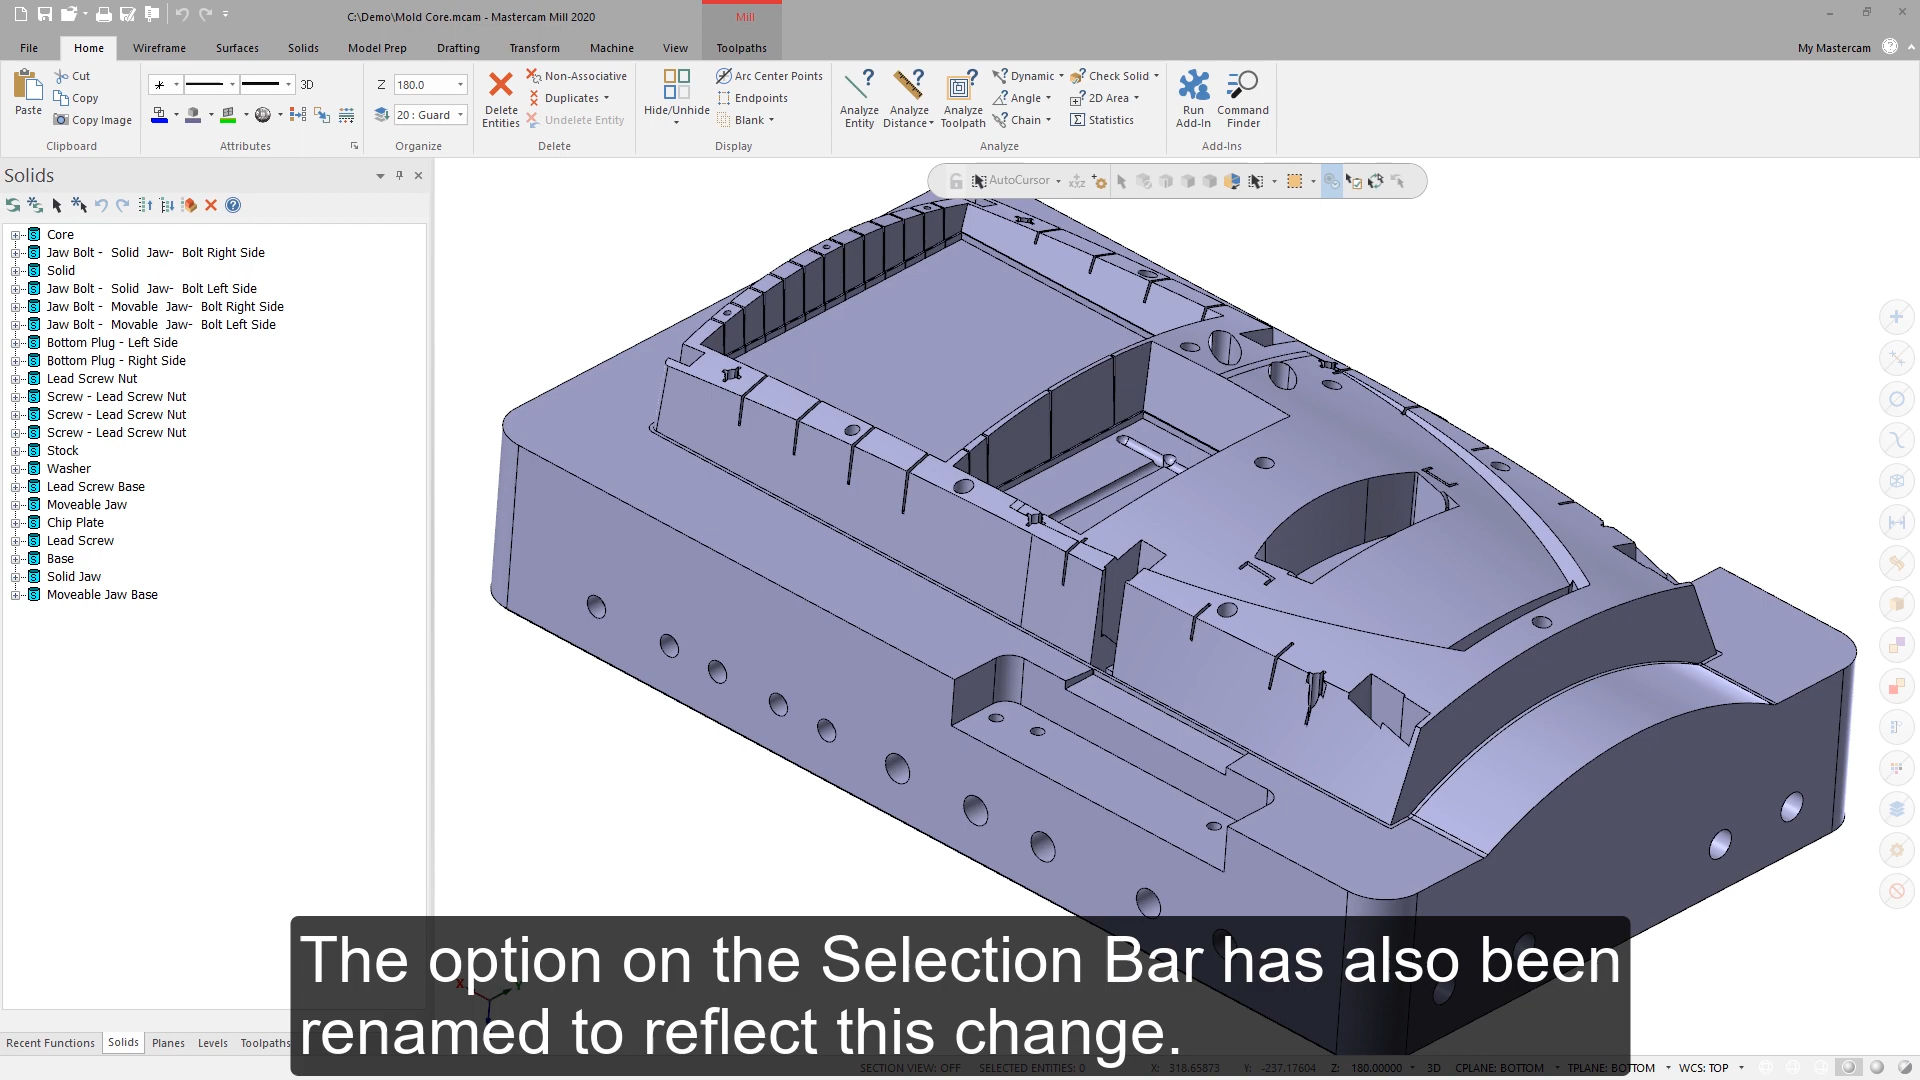 C:\Demo\Mold Core.mcam - Mastercam Mill 2020
Mill
File Home Wireframe Surfaces Solids Model Prep Drafting Transform Machine View Toolpaths My Mastercam
Paste
Cut
Copy
Copy Image
Clipboard
3D
Attributes
Z 180.0
20 : Guard
Organize
Delete Entities
Non-Associative
Duplicates
Undelete Entity
Delete
Hide/Unhide
Arc Center Points
Endpoints
Blank
Display
Analyze Entity
Analyze Distance
Analyze Toolpath
Dynamic
Angle
Chain
Check Solid
2D Area
Statistics
Analyze
Run Add-In
Command Finder
Add-Ins
Solids
AutoCursor
Core
Jaw Bolt - Solid Jaw- Bolt Right Side
Solid
Jaw Bolt - Solid Jaw- Bolt Left Side
Jaw Bolt - Movable Jaw- Bolt Right Side
Jaw Bolt - Movable Jaw- Bolt Left Side
Bottom Plug - Left Side
Bottom Plug - Right Side
Lead Screw Nut
Screw - Lead Screw Nut
Screw - Lead Screw Nut
Screw - Lead Screw Nut
Stock
Washer
Lead Screw Base
Moveable Jaw
Chip Plate
Lead Screw
Base
Solid Jaw
Moveable Jaw Base
The option on the Selection Bar has also been
renamed to reflect this change.
Recent Functions Solids Planes Levels Toolpaths
SECTION VIEW: OFF SELECTED ENTITIES: 0 X: 318.65873 Y: -237.17604 Z: 180.00000 3D CPLANE: BOTTOM TPLANE: BOTTOM WCS: TOP